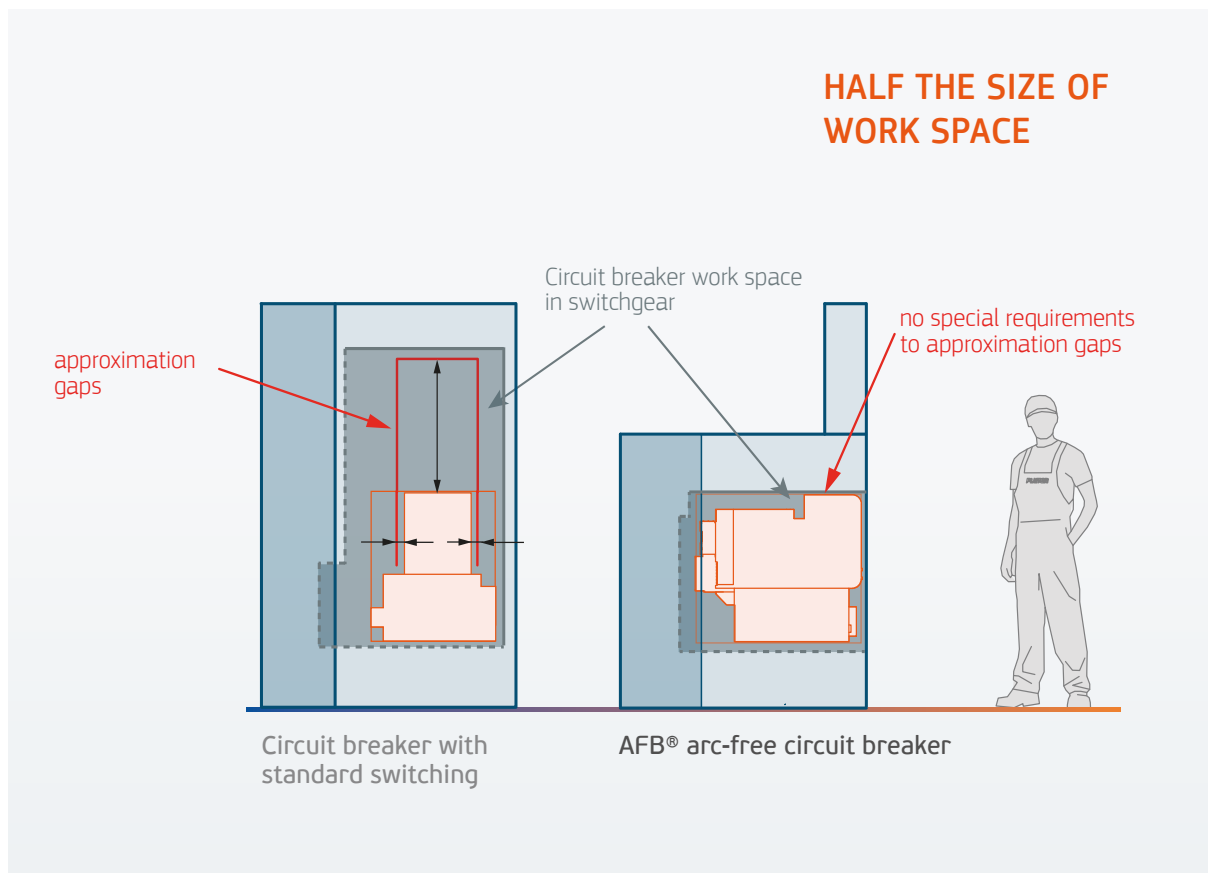 HALF THE SIZE OF
WORK SPACE
Circuit breaker work space
in switchgear
no special requirements
to approximation gaps
approximation
gaps
Circuit breaker with
standard switching
AFB® arc-free circuit breaker